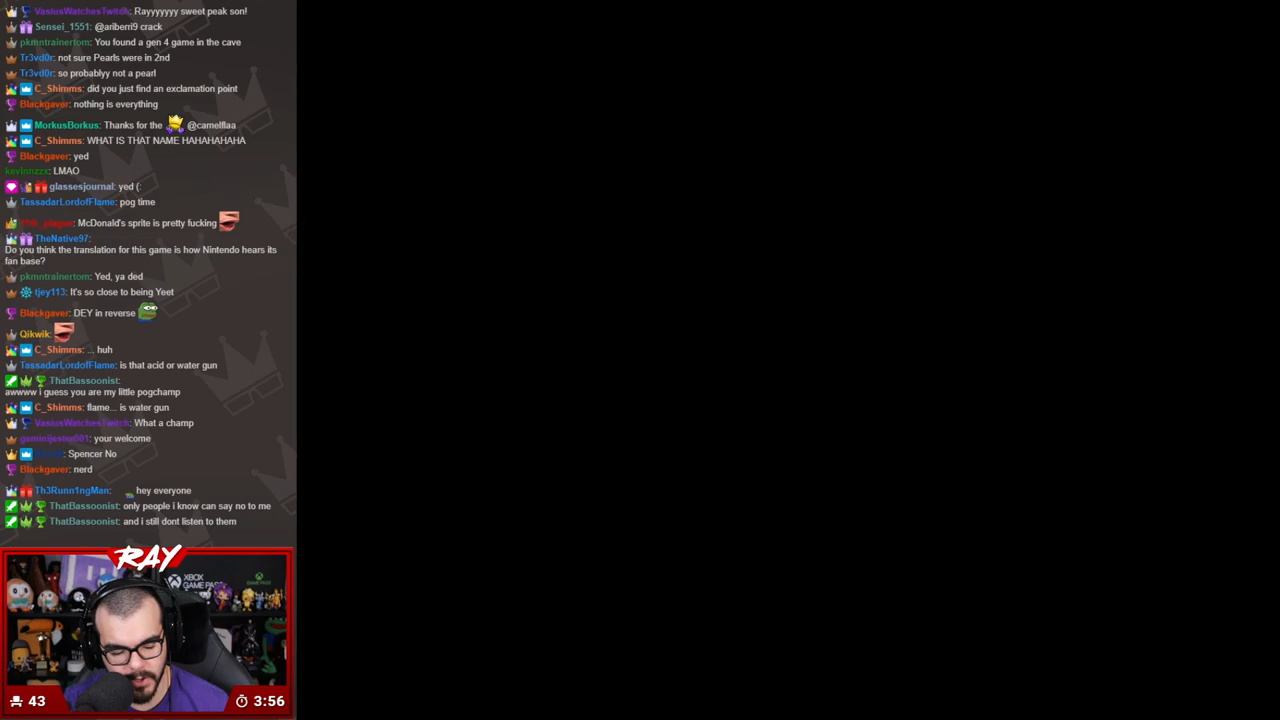 VasiusWatchesTwitch: Rayyyyyyy sweet peak son!
Sensei_1551: @ariberri9 crack
pkmntrainertom: You found a gen 4 game in the cave
Tr3vd0r: not sure Pearls were in 2nd
Tr3vd0r: so probablyy not a pearl
C_Shimms: did you just find an exclamation point
Blackgaver: nothing is everything
MorkusBorkus: Thanks for the @camelflaa
C_Shimms: WHAT IS THAT NAME HAHAHAHAHA
Blackgaver: yed
kevinnzzx: LMAO
glassesjournal: yed (:
TassadarLordofFlame: pog time
McDonald's sprite is pretty fucking
TheNative97:
Do you think the translation for this game is how Nintendo hears its
fan base?
pkmntrainertom: Yed, ya ded
tjey113: It's so close to being Yeet
Blackgaver: DEY in reverse
Qikwik:
C_Shimms: ... huh
TassadarLordofFlame: is that acid or water gun
ThatBassoonist:
awwww i guess you are my little pogchamp
C_Shimms: flame... is water gun
VasiusWatchesTwitch: What a champ
your welcome
Spencer No
Blackgaver: nerd
Th3Runn1ngMan: hey everyone
ThatBassoonist: only people i know can say no to me
ThatBassoonist: and i still dont listen to them
RAY
XBOX
GAME PASS
43
3:56